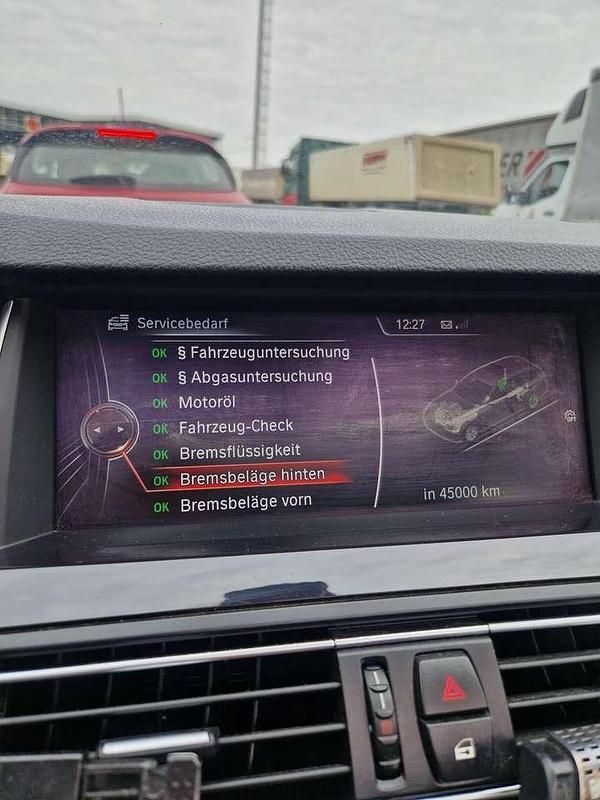 ER
Servicebedarf
12:27
OK § Fahrzeuguntersuchung
OK § Abgasuntersuchung
OK Motoröl
OK Fahrzeug-Check
OK Bremsflüssigkeit
OK Bremsbeläge hinten
OK Bremsbeläge vorn
in 45000 km